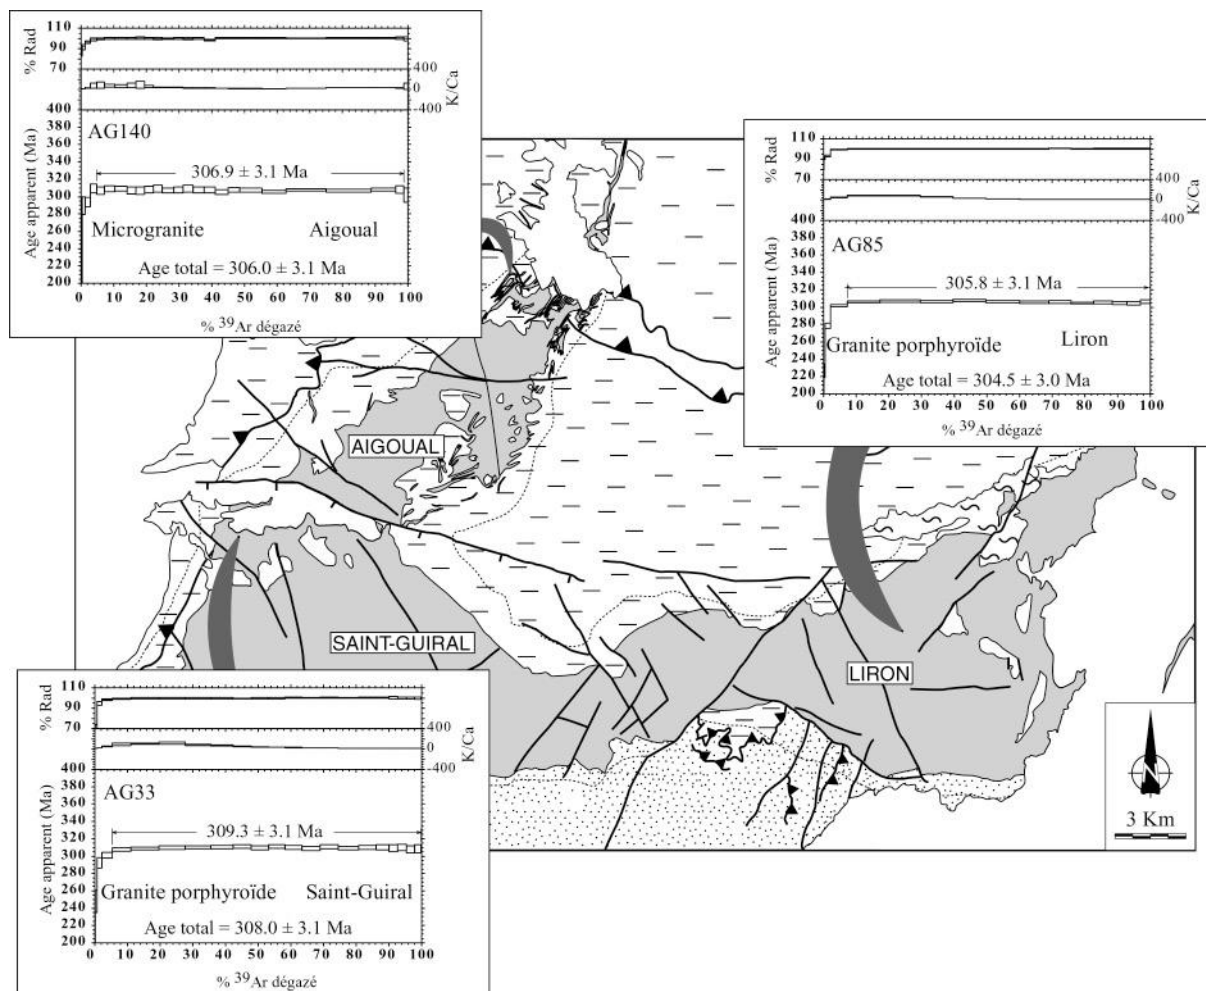 110
% Rad
90
70
400
K/Ca
0
400
-400
380
AG140
360
340
Age apparent (Ma)
320
306.9 ± 3.1 Ma
300
280
260
Microgranite Aigoual
240
220
Age total = 306.0 ± 3.1 Ma
200
0 10 20 30 40 50 60 70 80 90 100
% 39Ar dégazé
110
% Rad
90
70
400
K/Ca
0
400
-400
380
AG85
360
340
Age apparent (Ma)
320
305.8 ± 3.1 Ma
300
280
260
Granite porphyroïde Liron
240
220
Age total = 304.5 ± 3.0 Ma
200
0 10 20 30 40 50 60 70 80 90 100
% 39Ar dégazé
AIGOUAL
SAINT-GUIRAL
LIRON
110
% Rad
90
70
400
K/Ca
0
400
-400
380
AG33
360
340
Age apparent (Ma)
320
309.3 ± 3.1 Ma
300
280
260
Granite porphyroïde Saint-Guiral
240
220
Age total = 308.0 ± 3.1 Ma
200
0 10 20 30 40 50 60 70 80 90 100
% 39Ar dégazé
N
3 Km